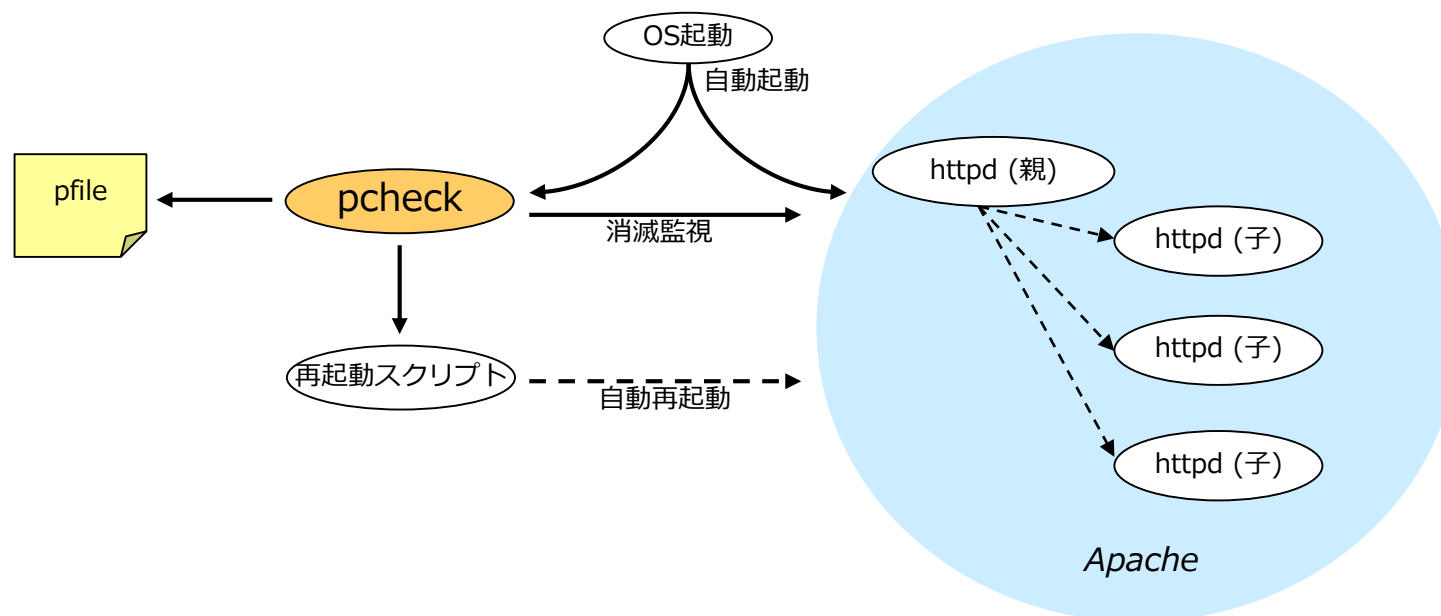 OS起動
自動起動
httpd (親)
pfile
pcheck
消滅監視
httpd (子)
httpd (子)
再起動スクリプト
自動再起動
httpd (子)
Apache